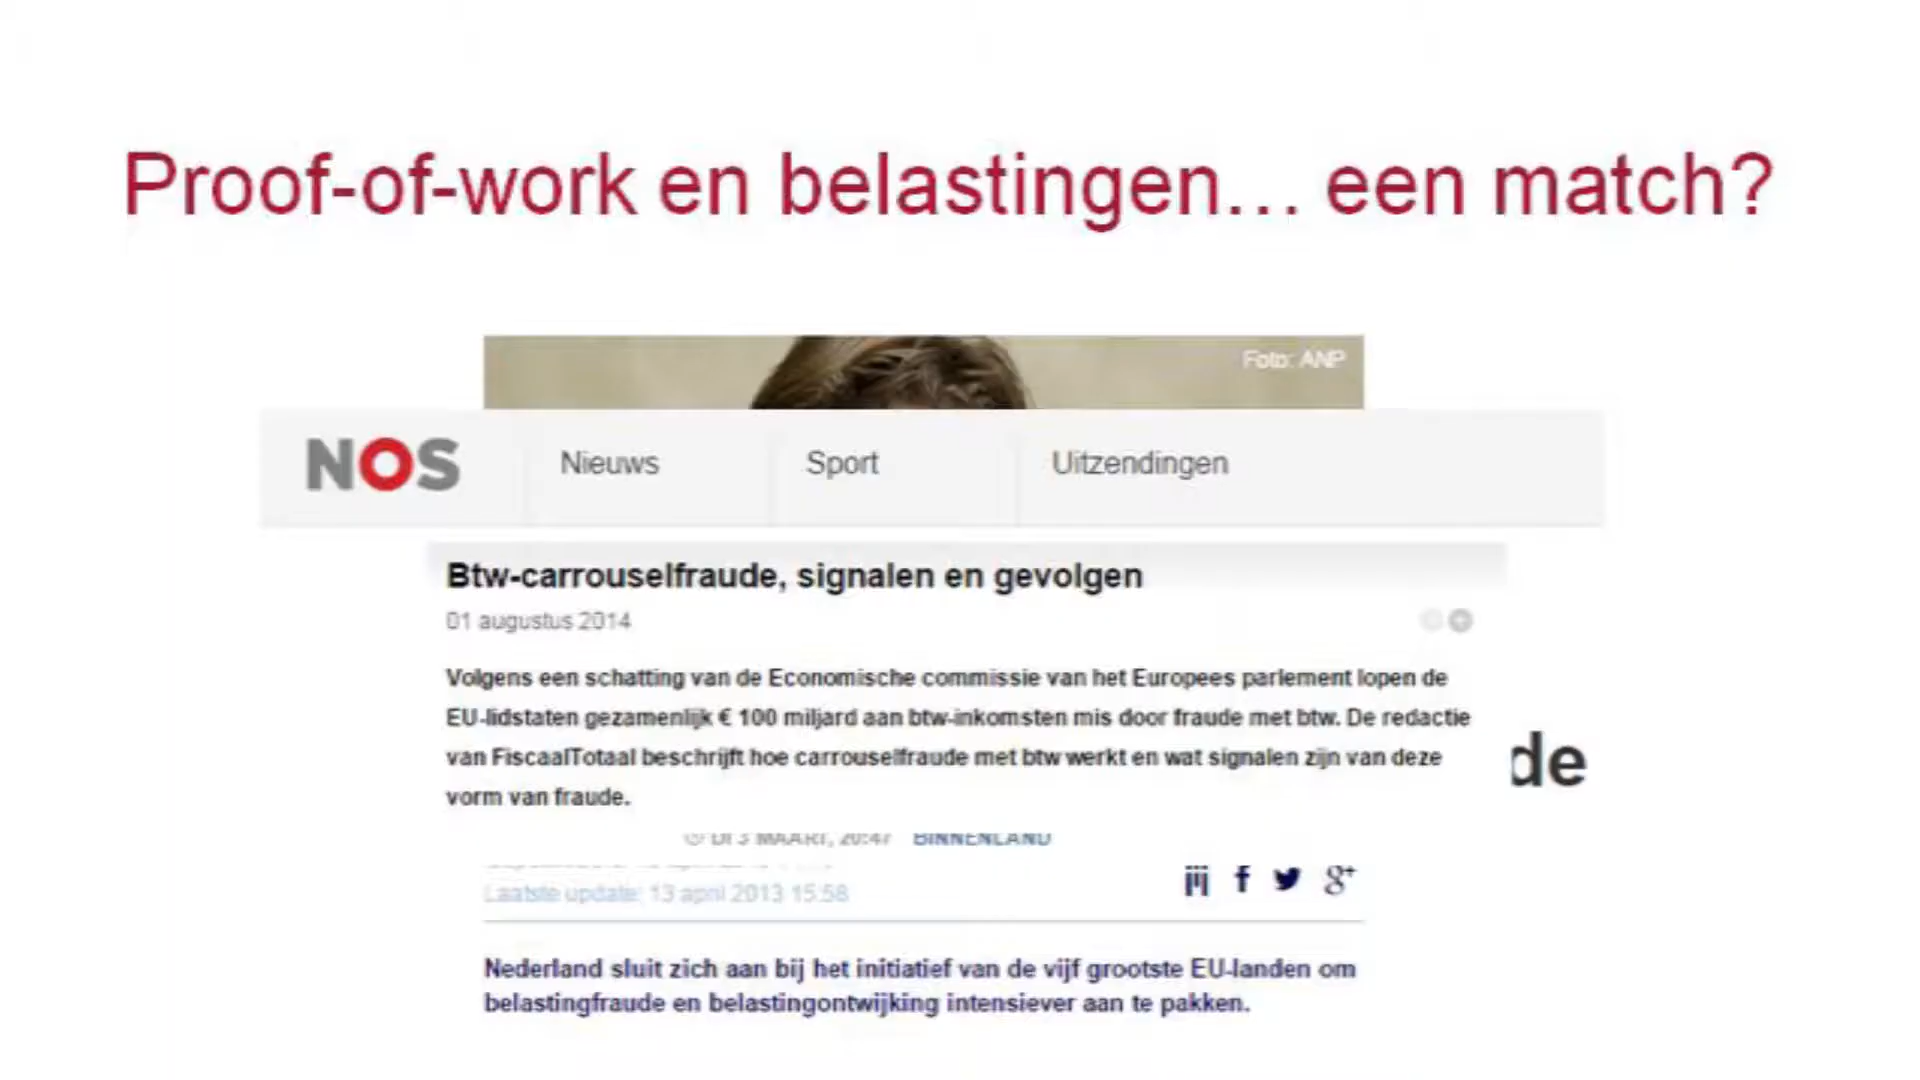 Proof-of-work en belastingen... een match?
Foto: ANP
NOS Nieuws Sport Uitzendingen
Btw-carrouselfraude, signalen en gevolgen
01 augustus 2014
Volgens een schatting van de Economische commissie van het Europees parlement lopen de
EU-lidstaten gezamenlijk € 100 miljard aan btw-inkomsten mis door fraude met btw. De redactie
van FiscaalTotaal beschrijft hoe carrouselfraude met btw werkt en wat signalen zijn van deze
vorm van fraude.
de
DI 3 MAART, 20:47 BINNENLAND
Laatste update: 13 april 2013 15:58
Nederland sluit zich aan bij het initiatief van de vijf grootste EU-landen om
belastingfraude en belastingontwijking intensiever aan te pakken.